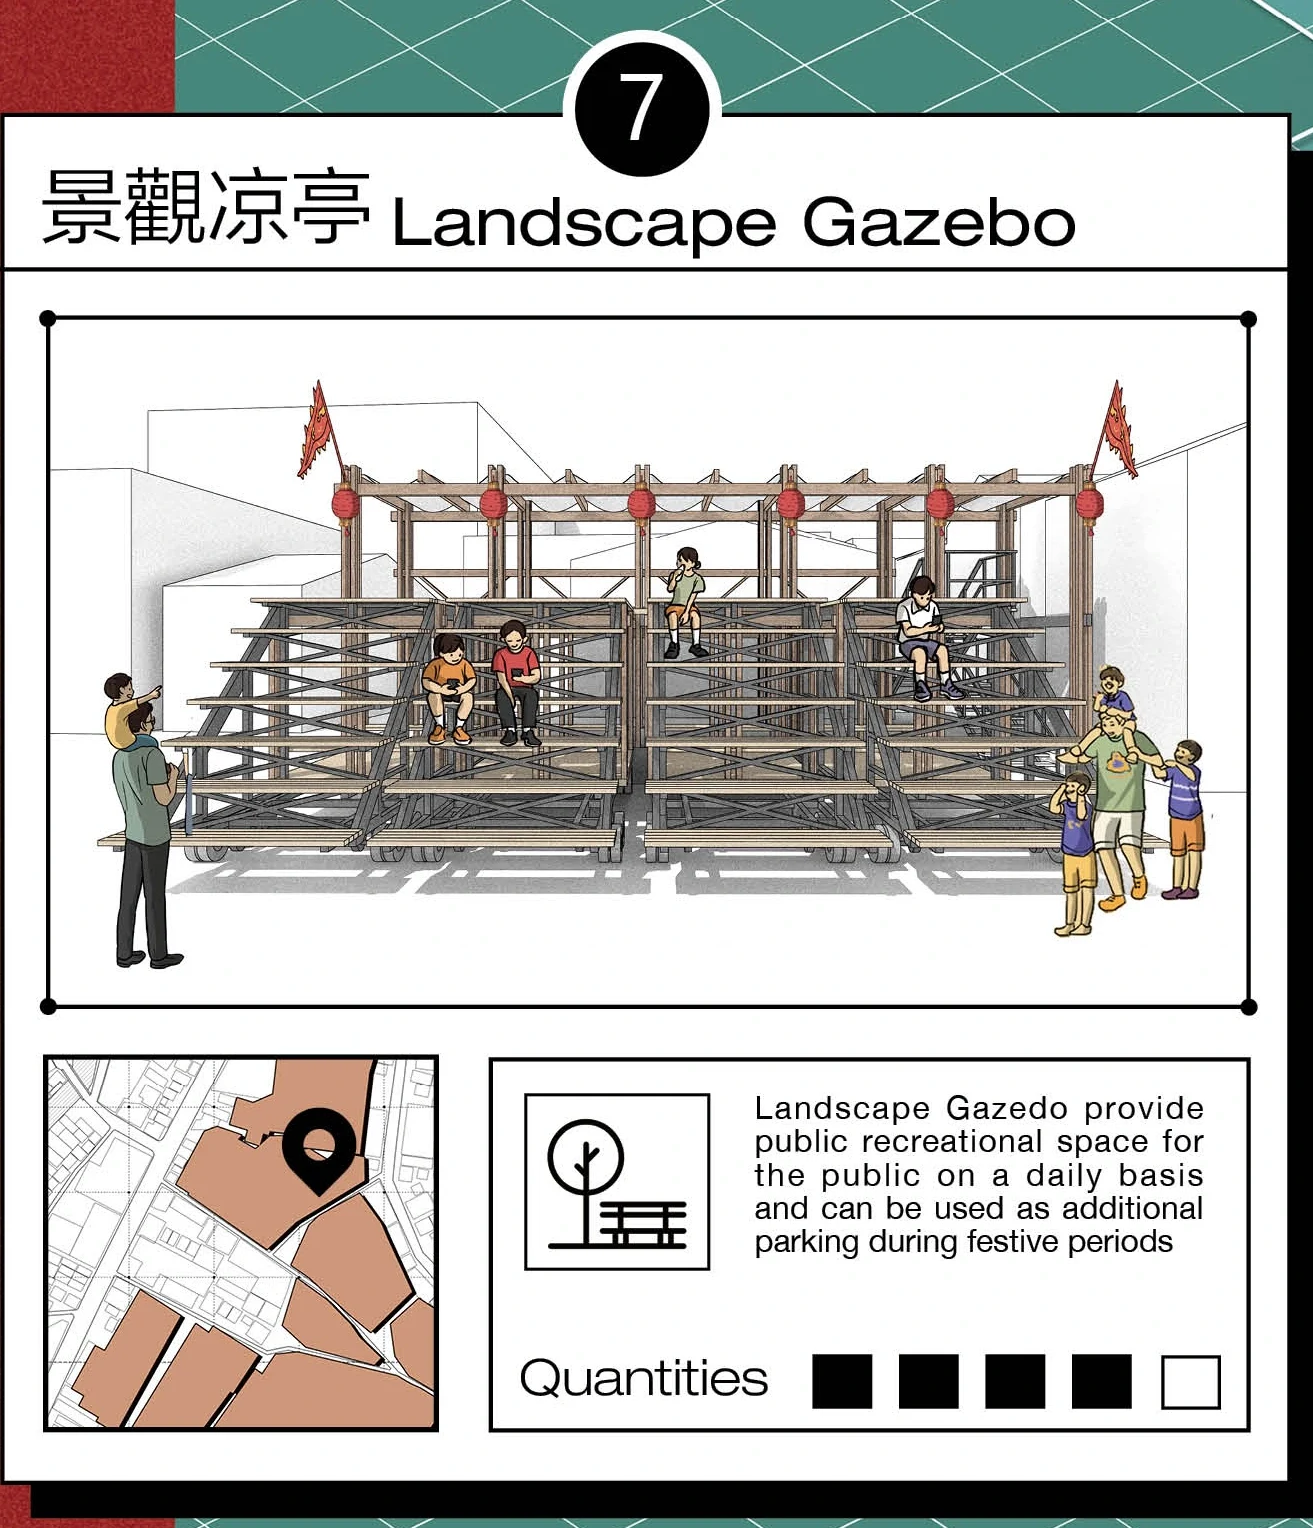 7
景觀凉亭 Landscape Gazebo
Landscape Gazedo provide
public recreational space for
the public on a daily basis
and can be used as additional
parking during festive periods
Quantities